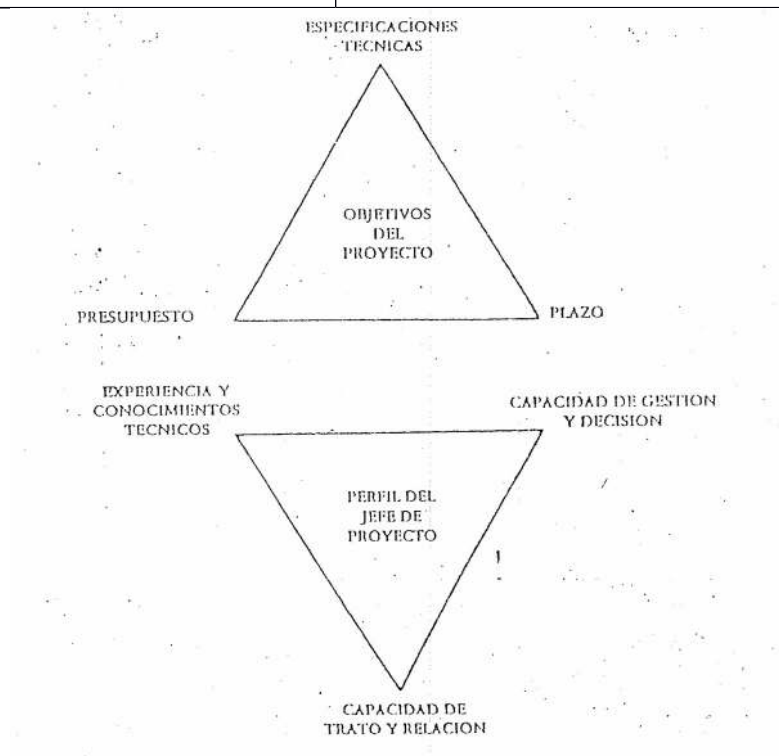 ESPECIFICACIONES
TECNICAS
OBJETIVOS
DEL
PROYECTO
PRESUPUESTO
PLAZO
EXPERIENCIA Y
CONOCIMIENTOS
TECNICOS
CAPACIDAD DE GESTION
Y DECISION
PERFIL DEL
JEFE DE
PROYECTO
CAPACIDAD DE
TRATO Y RELACION